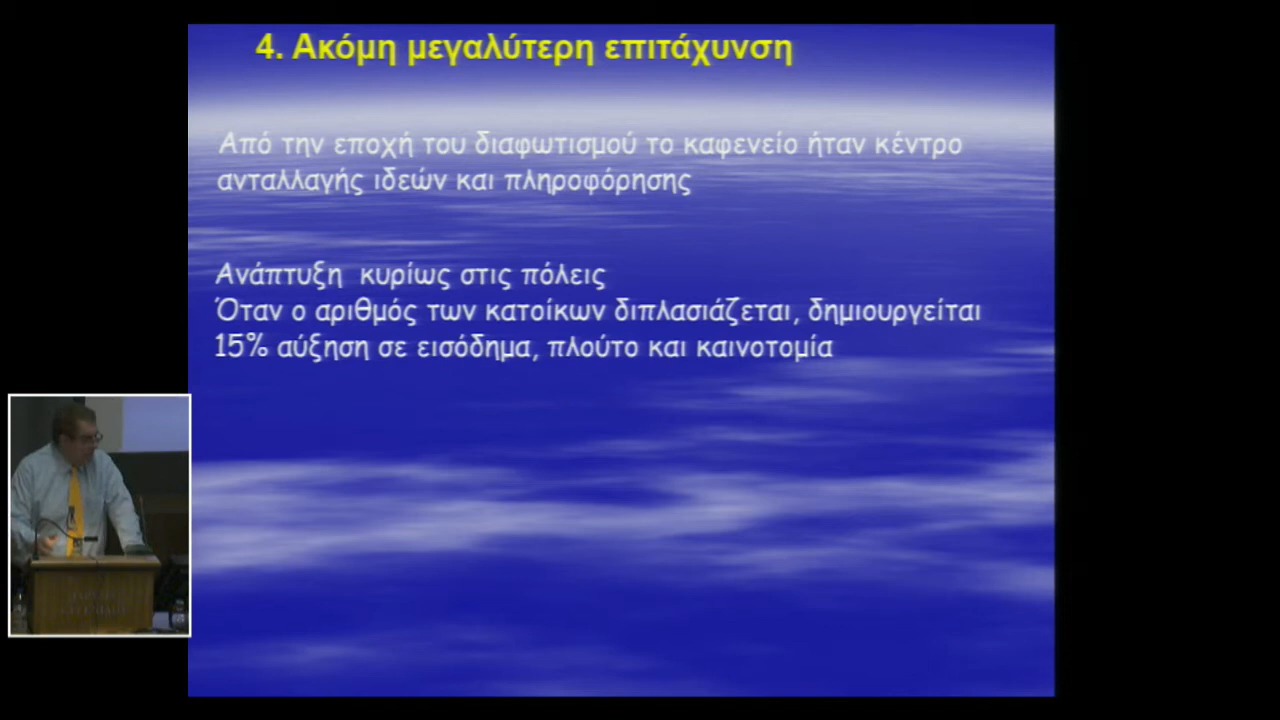 4. Ακόμη μεγαλύτερη επιτάχυνση
Από την εποχή του διαφωτισμού το καφενείο ήταν κέντρο
ανταλλαγής ιδεών και πληροφόρησης
Ανάπτυξη κυρίως στις πόλεις
Όταν ο αριθμός των κατοίκων διπλασιάζεται, δημιουργείται
15% αύξηση σε εισόδημα, πλούτο και καινοτομία